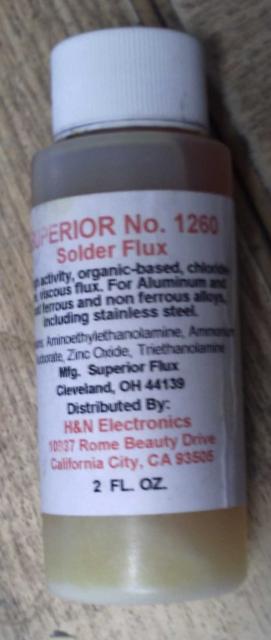 SUPERIOR No. 1260
Solder Flux
activity, organic-based, chloride
viscous flux. For Aluminum and
ferrous and non ferrous alloys,
including stainless steel.
Aminoethylethanolamine, Ammonium
Zinc Oxide, Triethanolamine
Mfg. Superior Flux
Cleveland, OH 44139
Distributed By:
H&N Electronics
10937 Rome Beauty Drive
California City, CA 93505
2 FL. OZ.